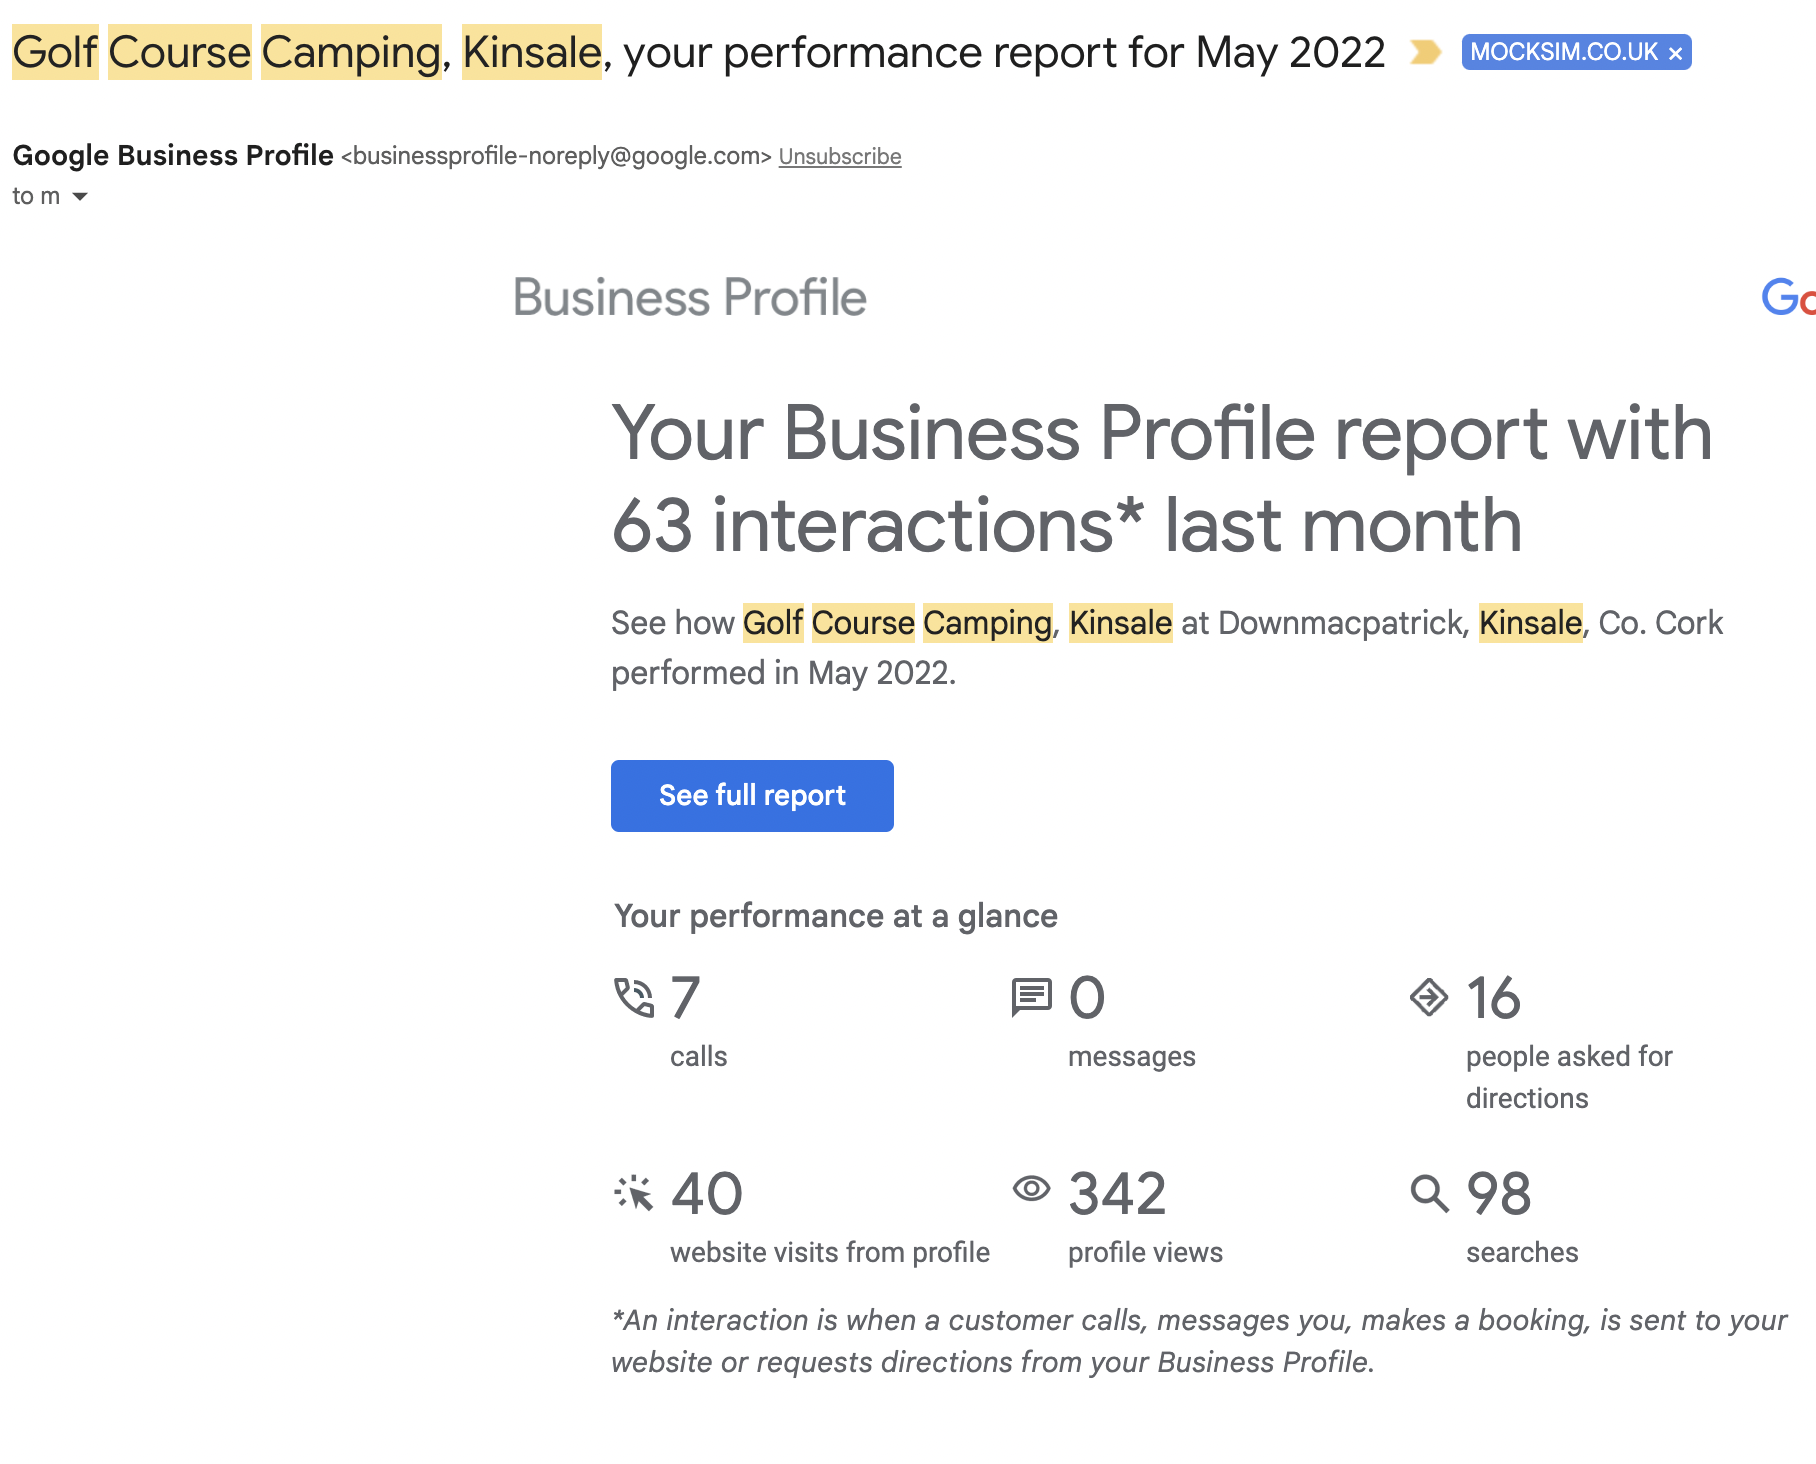 Golf Course Camping, Kinsale, your performance report for May 2022 MOCKSIM.CO.UK ×
Google Business Profile <businessprofile-noreply@google.com> Unsubscribe
to m
Business Profile
Go
Your Business Profile report with
63 interactions* last month
See how Golf Course Camping, Kinsale at Downmacpatrick, Kinsale, Co. Cork
performed in May 2022.
See full report
Your performance at a glance
7
calls
0
messages
16
people asked for
directions
40
website visits from profile
342
profile views
98
searches
*An interaction is when a customer calls, messages you, makes a booking, is sent to your
website or requests directions from your Business Profile.